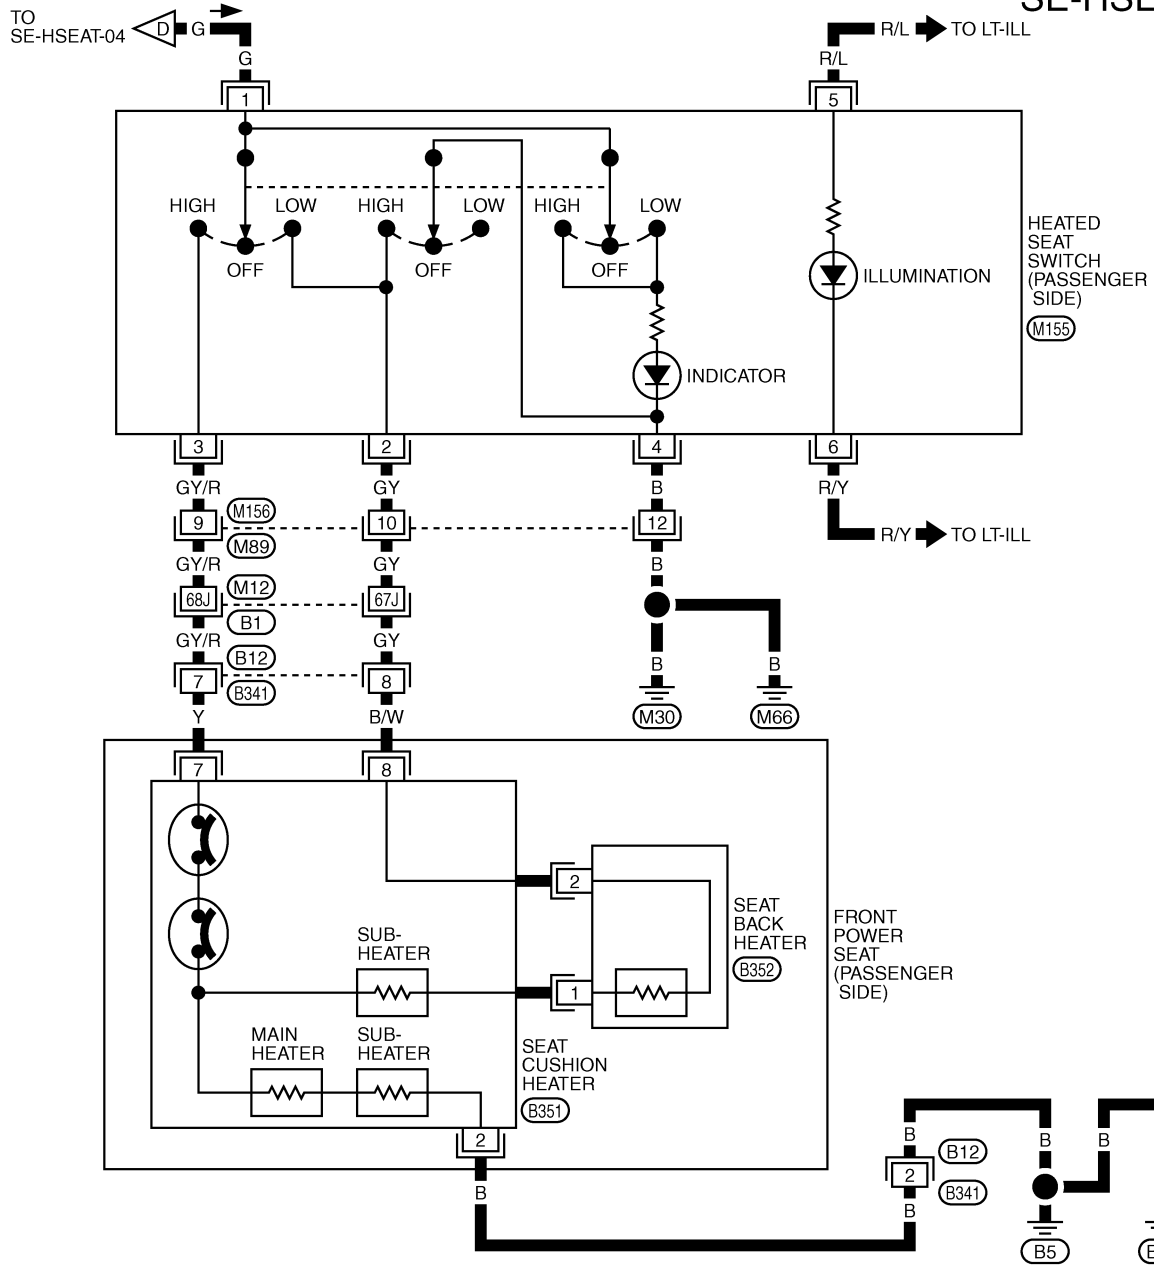 SE-HSE
TO
SE-HSEAT-04
D
G
R/L
TO LT-ILL
G
R/L
1
5
HIGH
LOW
HIGH
LOW
HIGH
LOW
OFF
OFF
OFF
ILLUMINATION
INDICATOR
HEATED
SEAT
SWITCH
(PASSENGER
SIDE)
M155
3
2
4
6
GY/R
GY
B
R/Y
9
M156
10
12
M89
R/Y
TO LT-ILL
GY/R
GY
B
68J
M12
67J
B1
GY/R
GY
B12
B
B
7
8
B341
Y
B/W
M30
M66
7
8
2
SEAT
BACK
HEATER
B352
FRONT
POWER
SEAT
(PASSENGER
SIDE)
SUB-
HEATER
1
MAIN
HEATER
SUB-
HEATER
SEAT
CUSHION
HEATER
B351
2
B
B
B12
2
B341
B
B
B
B5